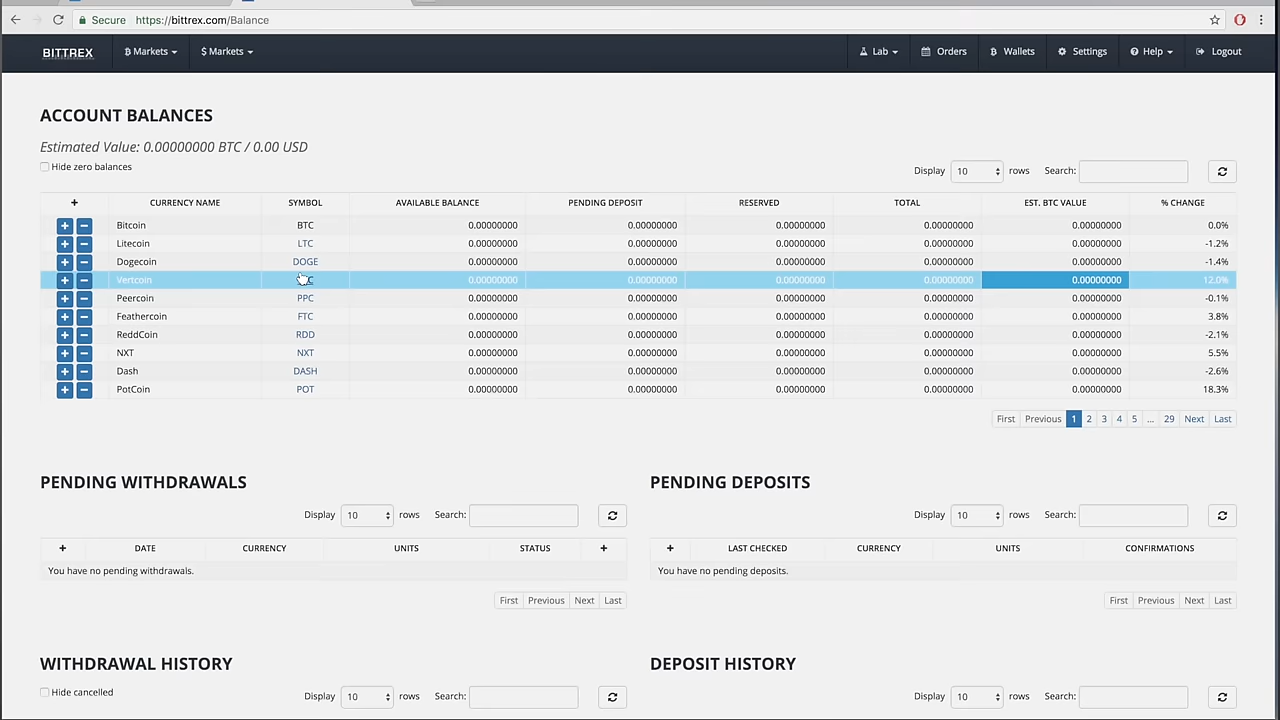 Secure https://bittrex.com/Balance
BITTREX B Markets $ Markets Lab Orders B Wallets Settings Help Logout
ACCOUNT BALANCES
Estimated Value: 0.00000000 BTC / 0.00 USD
Hide zero balances
Display 10 rows Search:
+ CURRENCY NAME SYMBOL AVAILABLE BALANCE PENDING DEPOSIT RESERVED TOTAL EST. BTC VALUE % CHANGE
+ − Bitcoin BTC 0.00000000 0.00000000 0.00000000 0.00000000 0.00000000 0.0%
+ − Litecoin LTC 0.00000000 0.00000000 0.00000000 0.00000000 0.00000000 -1.2%
+ − Dogecoin DOGE 0.00000000 0.00000000 0.00000000 0.00000000 0.00000000 -1.4%
+ − Vertcoin 0.00000000 0.00000000 0.00000000 0.00000000 0.00000000 12.0%
+ − Peercoin PPC 0.00000000 0.00000000 0.00000000 0.00000000 0.00000000 -0.1%
+ − Feathercoin FTC 0.00000000 0.00000000 0.00000000 0.00000000 0.00000000 3.8%
+ − ReddCoin RDD 0.00000000 0.00000000 0.00000000 0.00000000 0.00000000 -2.1%
+ − NXT NXT 0.00000000 0.00000000 0.00000000 0.00000000 0.00000000 5.5%
+ − Dash DASH 0.00000000 0.00000000 0.00000000 0.00000000 0.00000000 -2.6%
+ − PotCoin POT 0.00000000 0.00000000 0.00000000 0.00000000 0.00000000 18.3%
First Previous 1 2 3 4 5 ... 29 Next Last
PENDING WITHDRAWALS
Display 10 rows Search:
+ DATE CURRENCY UNITS STATUS +
You have no pending withdrawals.
First Previous Next Last
PENDING DEPOSITS
Display 10 rows Search:
+ LAST CHECKED CURRENCY UNITS CONFIRMATIONS
You have no pending deposits.
First Previous Next Last
WITHDRAWAL HISTORY
Hide cancelled Display 10 rows Search:
DEPOSIT HISTORY
Display 10 rows Search: